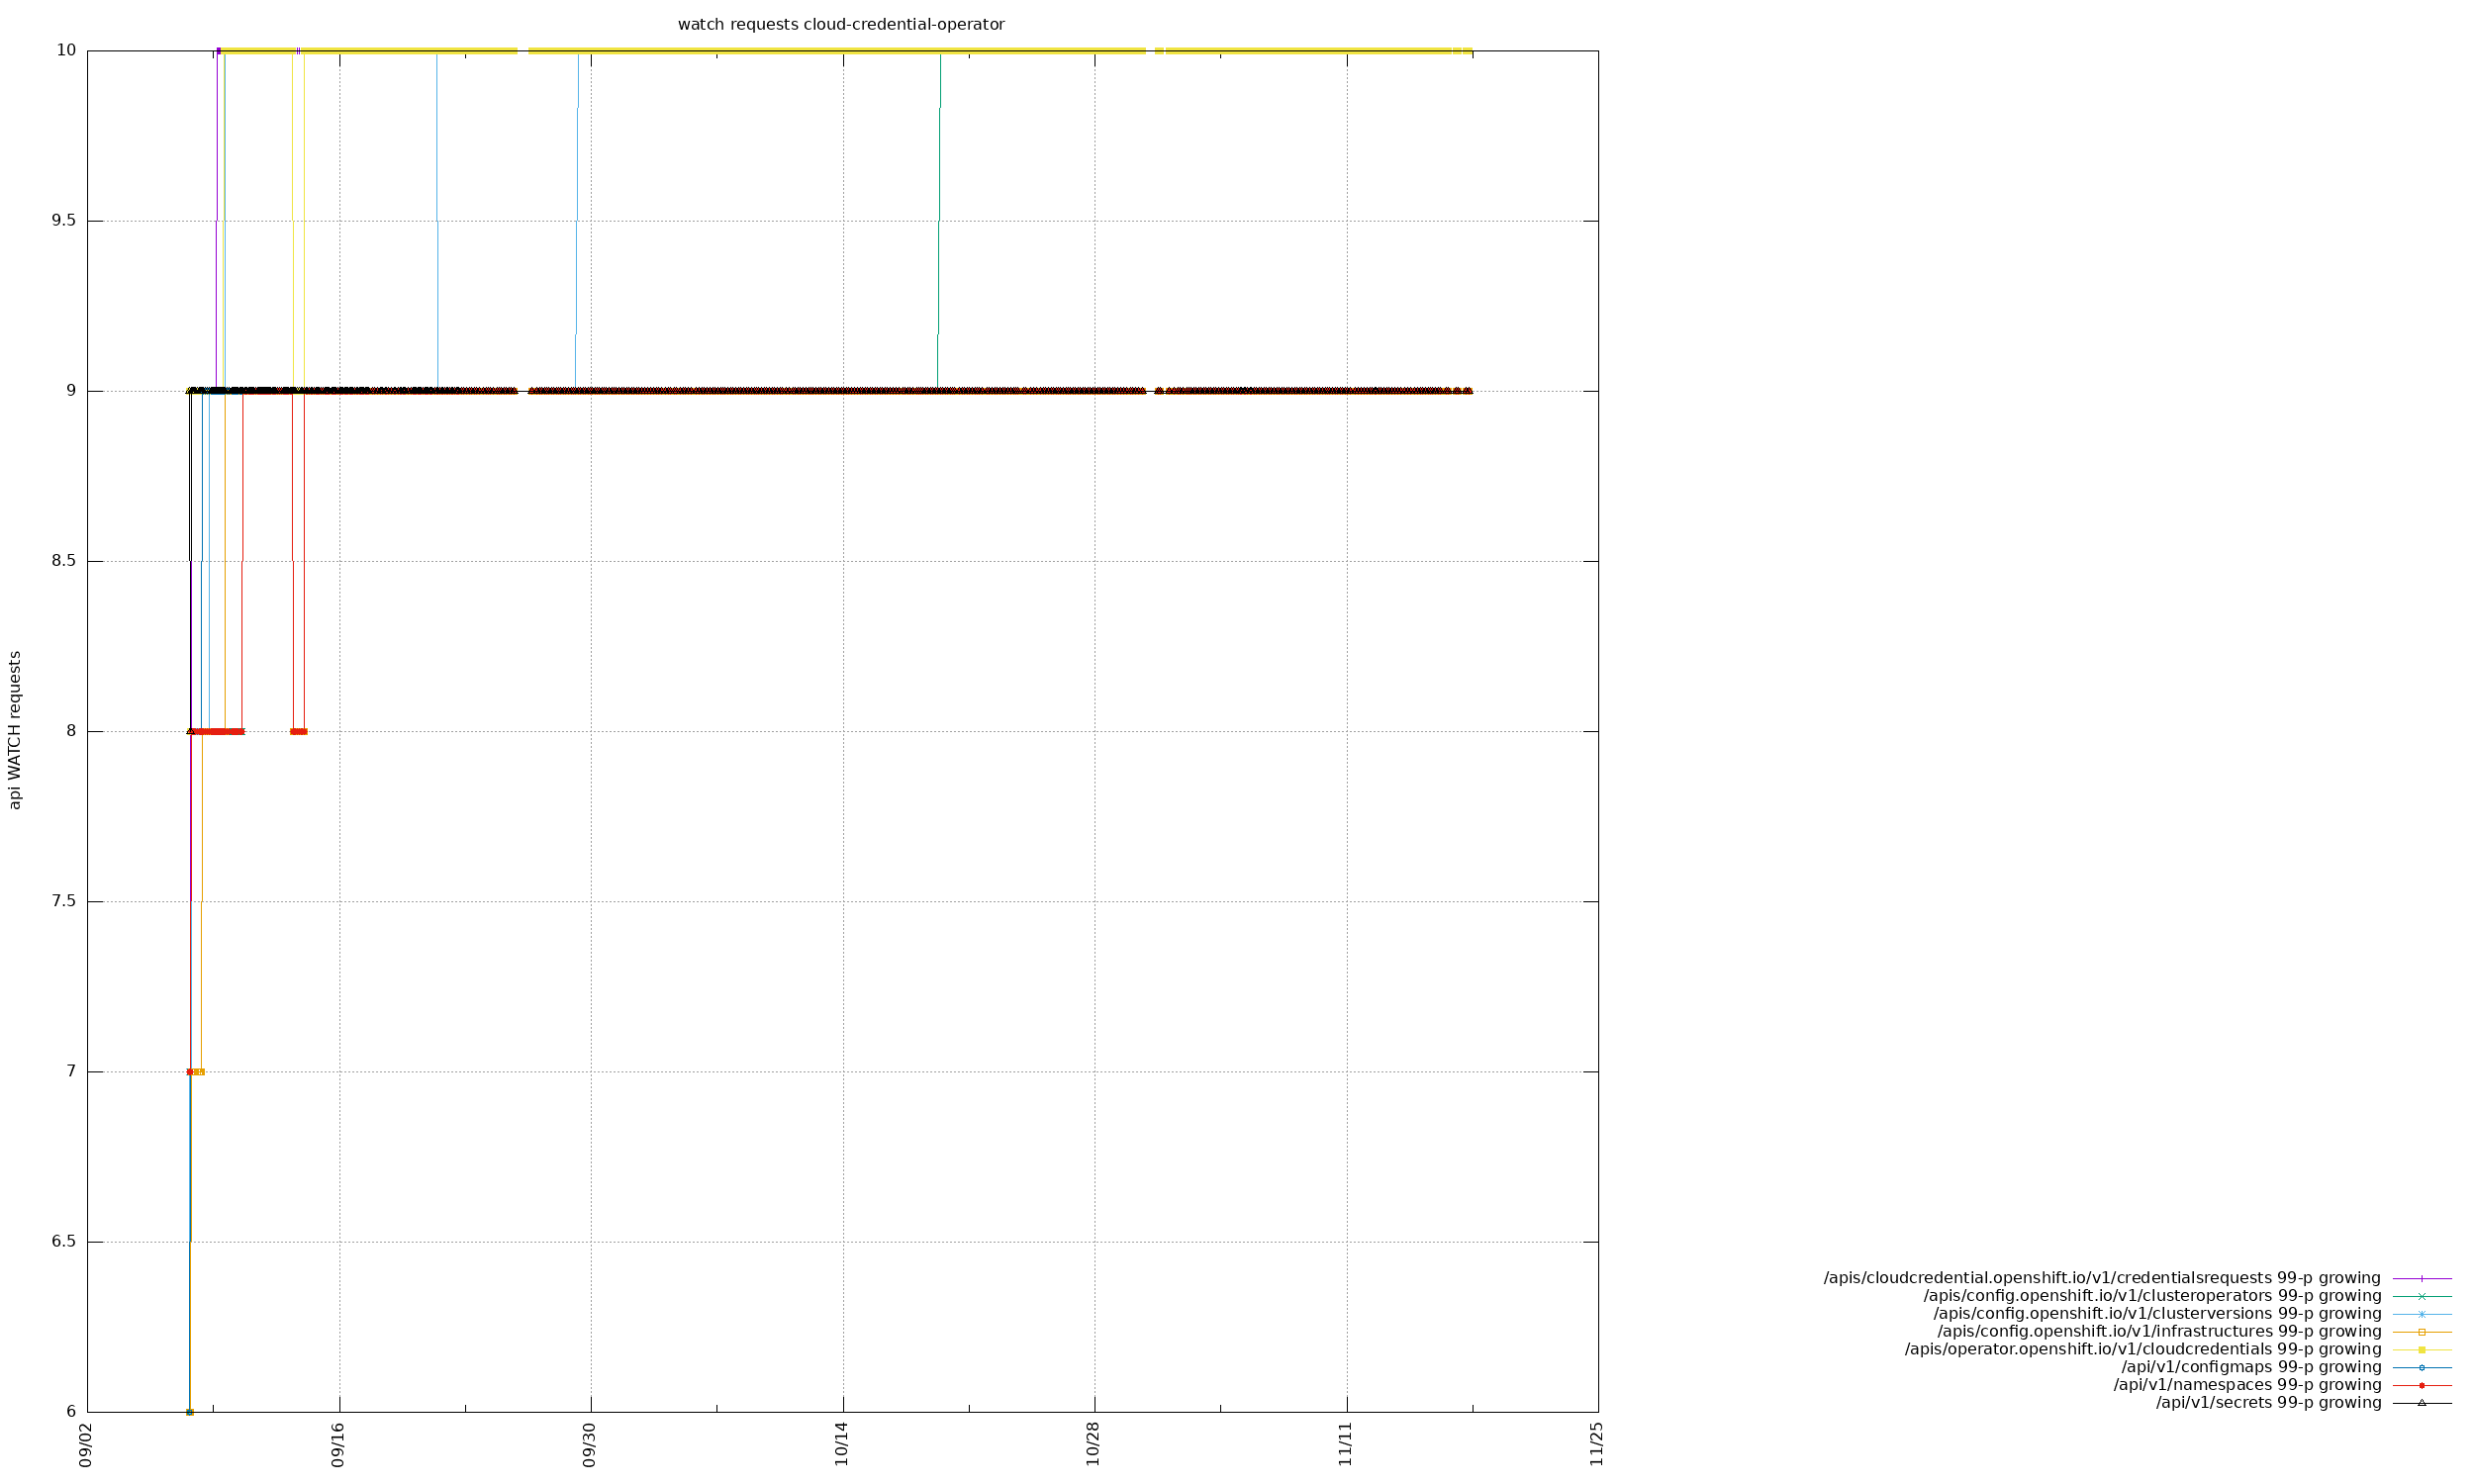 watch requests cloud-credential-operator
10
9.5
9
8.5
8
7.5
7
6.5
6
api WATCH requests
09/02
09/16
09/30
10/14
10/28
11/11
11/25
/apis/cloudcredential.openshift.io/v1/credentialsrequests 99-p growing
/apis/config.openshift.io/v1/clusteroperators 99-p growing
/apis/config.openshift.io/v1/clusterversions 99-p growing
/apis/config.openshift.io/v1/infrastructures 99-p growing
/apis/operator.openshift.io/v1/cloudcredentials 99-p growing
/api/v1/configmaps 99-p growing
/api/v1/namespaces 99-p growing
/api/v1/secrets 99-p growing